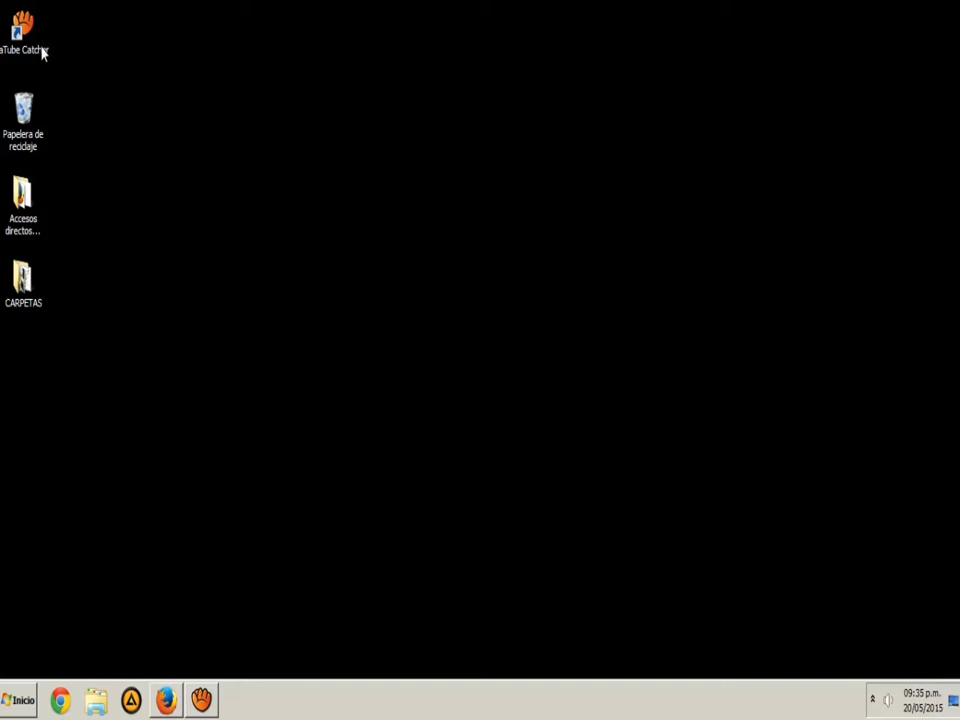 aTube Catcher
Papelera de
reciclaje
Accesos
directos...
CARPETAS
Inicio
09:35 p.m.
20/05/2015